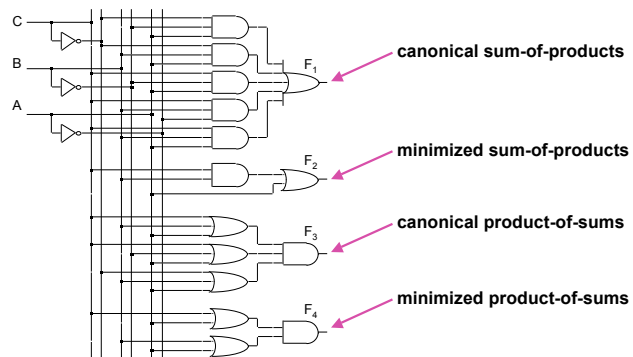 C
B
A
F1
canonical sum-of-products
F2
minimized sum-of-products
F3
canonical product-of-sums
F4
minimized product-of-sums